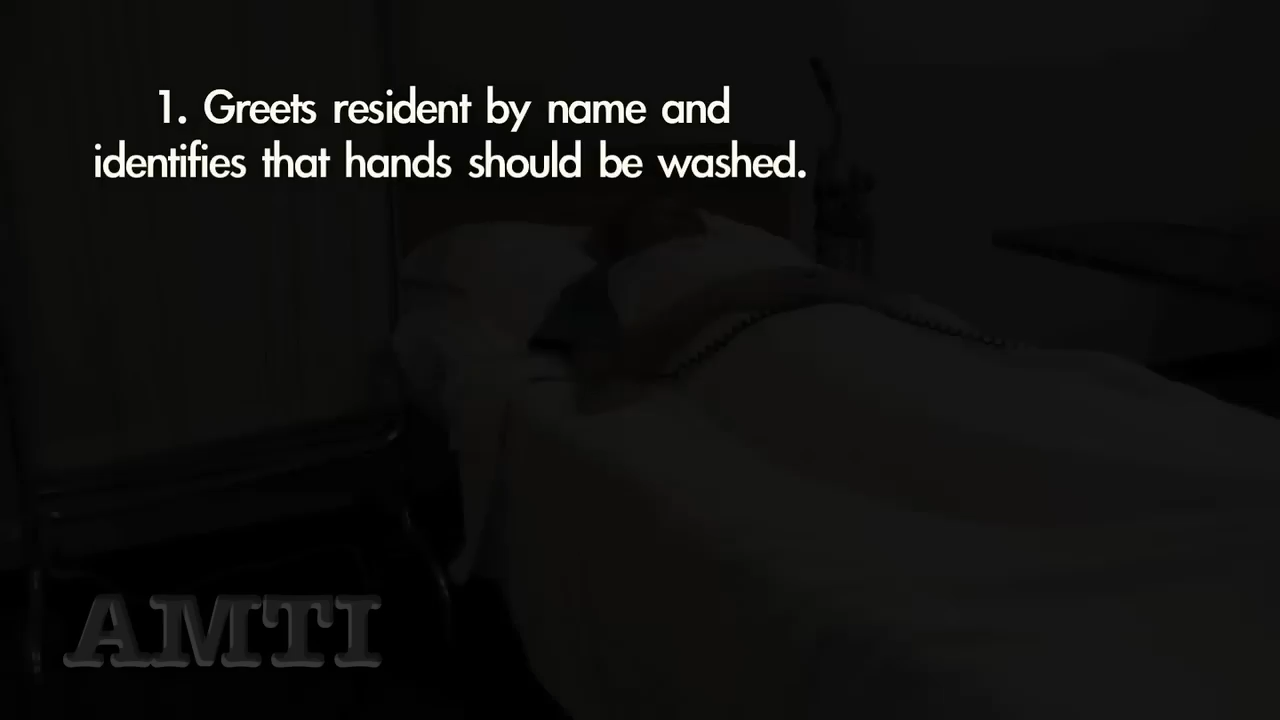 1. Greets resident by name and
identifies that hands should be washed.
AMTI